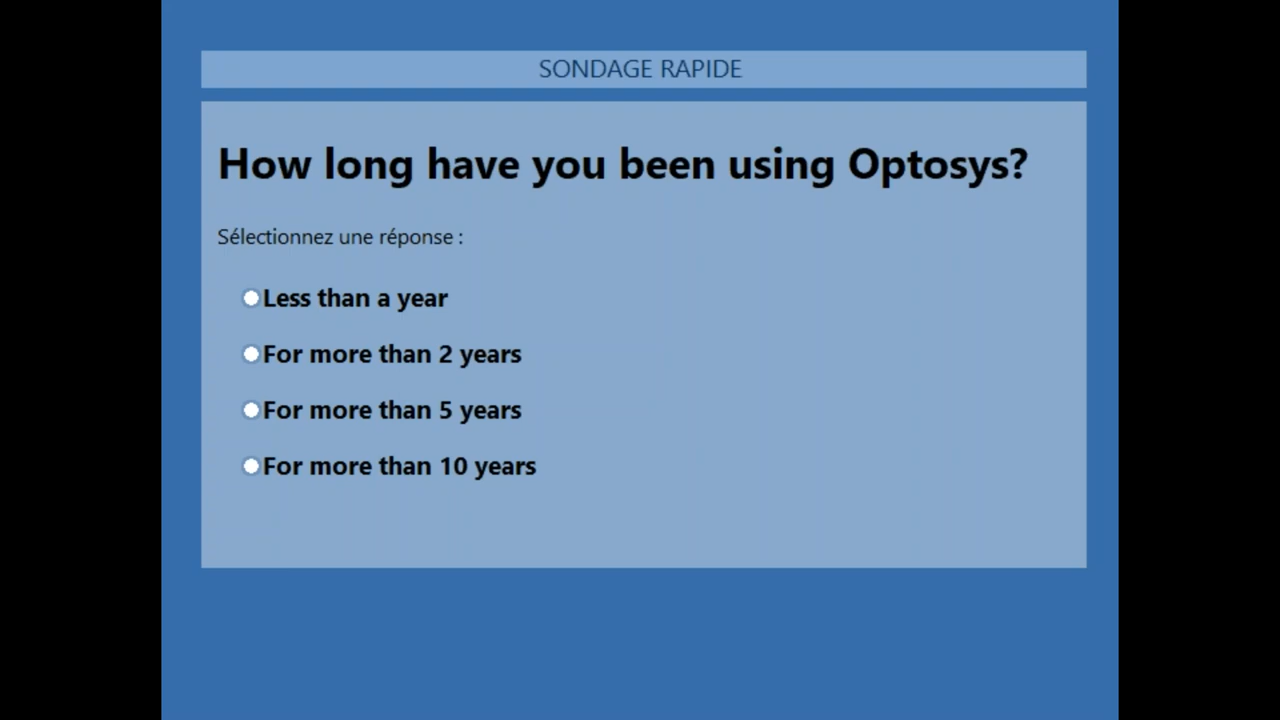 SONDAGE RAPIDE
How long have you been using Optosys?
Sélectionnez une réponse :
Less than a year
For more than 2 years
For more than 5 years
For more than 10 years